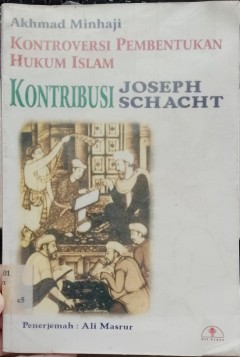 Akhmad Minhaji
KONTROVERSI PEMBENTUKAN
HUKUM ISLAM
KONTRIBUSI JOSEPH
SCHACHT
Penerjemah : Ali Masrur